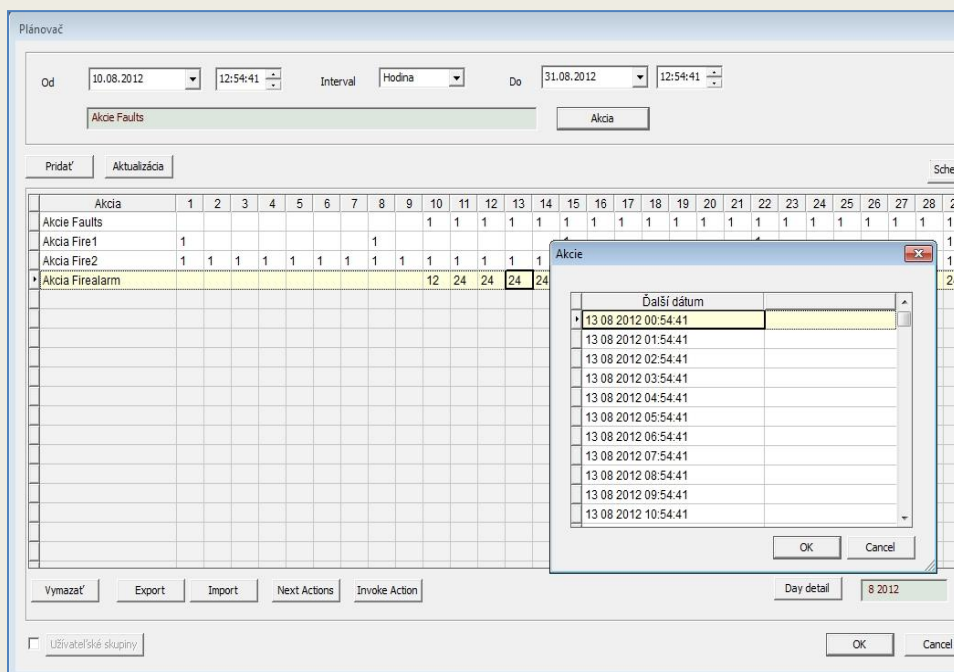 Plánovač
Od 10.08.2012 12:54:41 Interval Hodina Do 31.08.2012 12:54:41
Akcie Faults Akcia
Pridať Aktualizácia
Akcia 1 2 3 4 5 6 7 8 9 10 11 12 13 14 15 16 17 18 19 20 21 22 23 24 25 26 27 28
Akcie Faults 1 1 1 1 1 1 1 1 1 1 1 1 1 1 1 1 1 1 1 1
Akcia Fire1 1 1 1
Akcia Fire2 1 1 1 1 1 1 1 1 1 1 1 1 1 1 1
Akcia Firealarm 12 24 24 24 24
Akcie
Ďalší dátum
13 08 2012 00:54:41
13 08 2012 01:54:41
13 08 2012 02:54:41
13 08 2012 03:54:41
13 08 2012 04:54:41
13 08 2012 05:54:41
13 08 2012 06:54:41
13 08 2012 07:54:41
13 08 2012 08:54:41
13 08 2012 09:54:41
13 08 2012 10:54:41
OK Cancel
Vymazať Export Import Next Actions Invoke Action Day detail 8 2012
Užívateľské skupiny OK Cancel